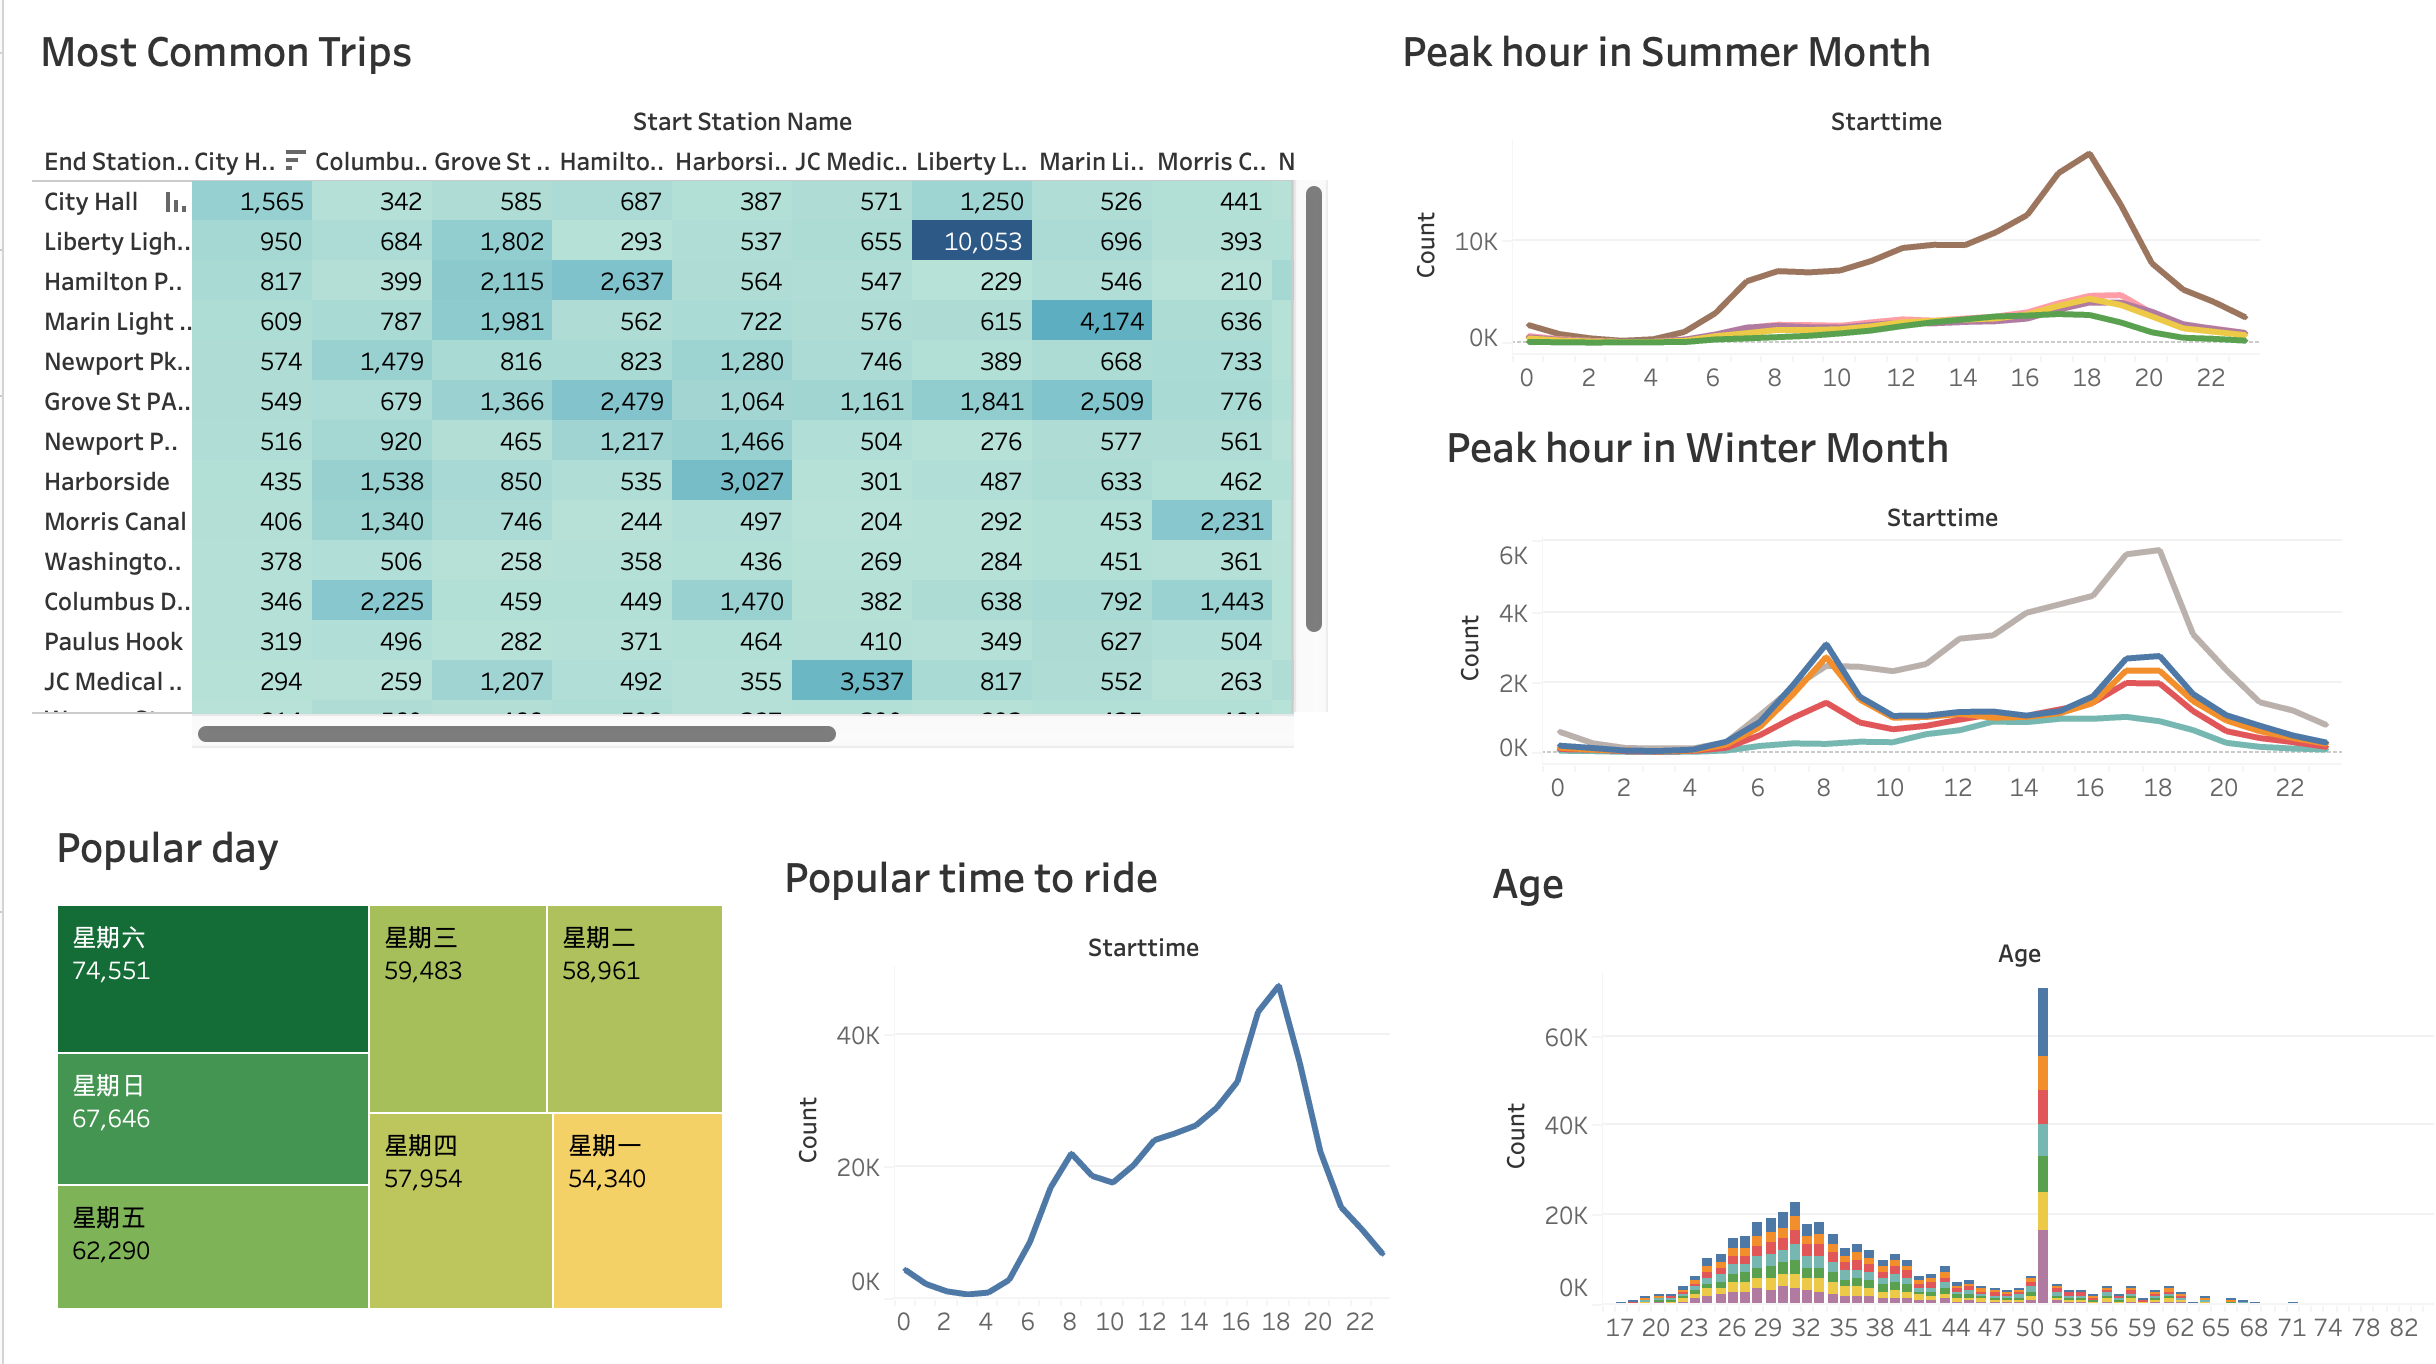 Most Common Trips
Start Station Name
End Station.. City H.. Columbu.. Grove St .. Hamilto.. Harborsi.. JC Medic.. Liberty L.. Marin Li.. Morris C.. N
City Hall 1,565 342 585 687 387 571 1,250 526 441
Liberty Ligh.. 950 684 1,802 293 537 655 10,053 696 393
Hamilton P.. 817 399 2,115 2,637 564 547 229 546 210
Marin Light .. 609 787 1,981 562 722 576 615 4,174 636
Newport Pk.. 574 1,479 816 823 1,280 746 389 668 733
Grove St PA.. 549 679 1,366 2,479 1,064 1,161 1,841 2,509 776
Newport P.. 516 920 465 1,217 1,466 504 276 577 561
Harborside 435 1,538 850 535 3,027 301 487 633 462
Morris Canal 406 1,340 746 244 497 204 292 453 2,231
Washingto.. 378 506 258 358 436 269 284 451 361
Columbus D.. 346 2,225 459 449 1,470 382 638 792 1,443
Paulus Hook 319 496 282 371 464 410 349 627 504
JC Medical .. 294 259 1,207 492 355 3,537 817 552 263
Peak hour in Summer Month
Starttime
Count
10K
0K
0 2 4 6 8 10 12 14 16 18 20 22
Peak hour in Winter Month
Starttime
Count
6K
4K
2K
0K
0 2 4 6 8 10 12 14 16 18 20 22
Popular day
星期六
74,551
星期日
67,646
星期五
62,290
星期三
59,483
星期二
58,961
星期四
57,954
星期一
54,340
Popular time to ride
Starttime
Count
40K
20K
0K
0 2 4 6 8 10 12 14 16 18 20 22
Age
Age
Count
60K
40K
20K
0K
17 20 23 26 29 32 35 38 41 44 47 50 53 56 59 62 65 68 71 74 78 82